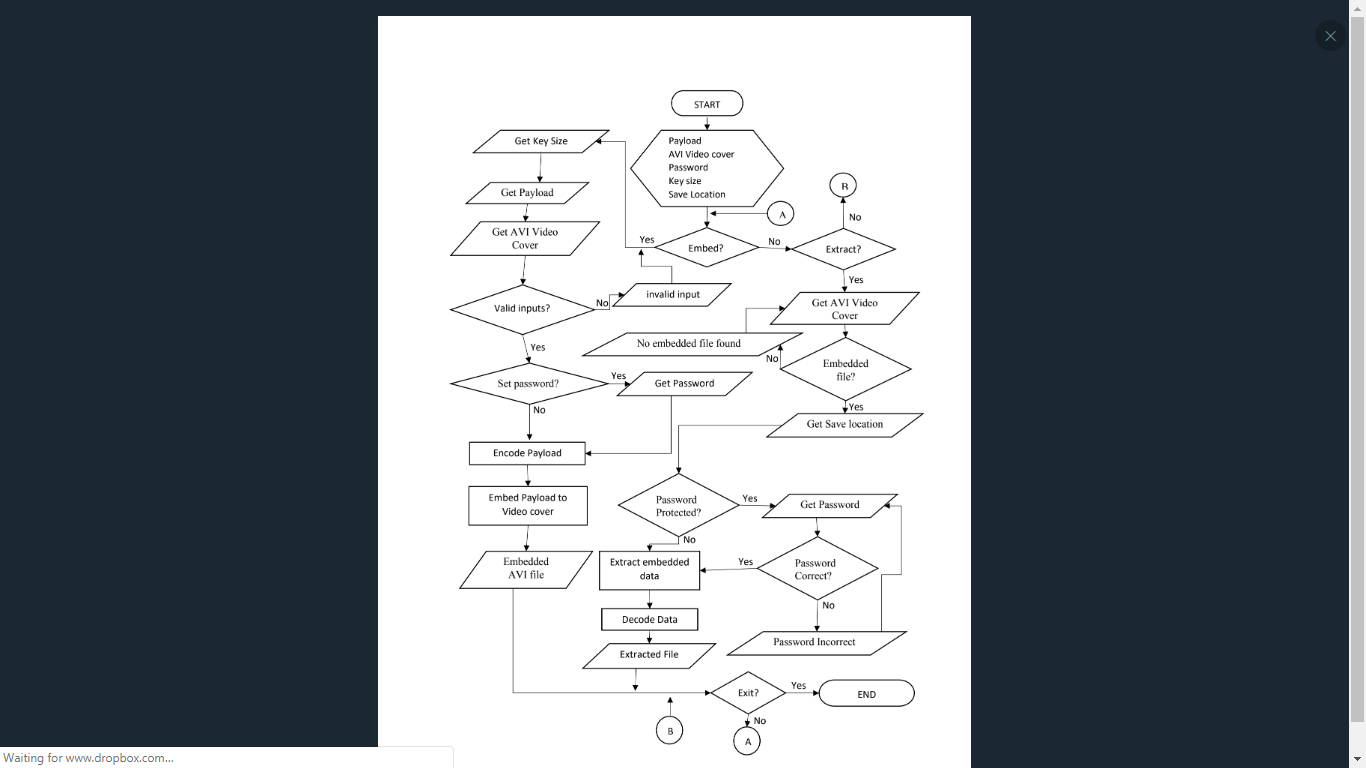 START
Get Key Size
Payload
AVI Video cover
Password
Key size
Save Location
Get Payload
B
A
No
Get AVI Video
Cover
Yes
Embed?
No
Extract?
Yes
Valid inputs?
No
invalid input
Get AVI Video
Cover
Yes
No embedded file found
No
Embedded
file?
Set password?
Yes
Get Password
Yes
No
Get Save location
Encode Payload
Embed Payload to
Video cover
Password
Protected?
Yes
Get Password
No
Embedded
AVI file
Extract embedded
data
Yes
Password
Correct?
No
Decode Data
Password Incorrect
Extracted File
Exit?
Yes
END
No
B
A
Waiting for www.dropbox.com...